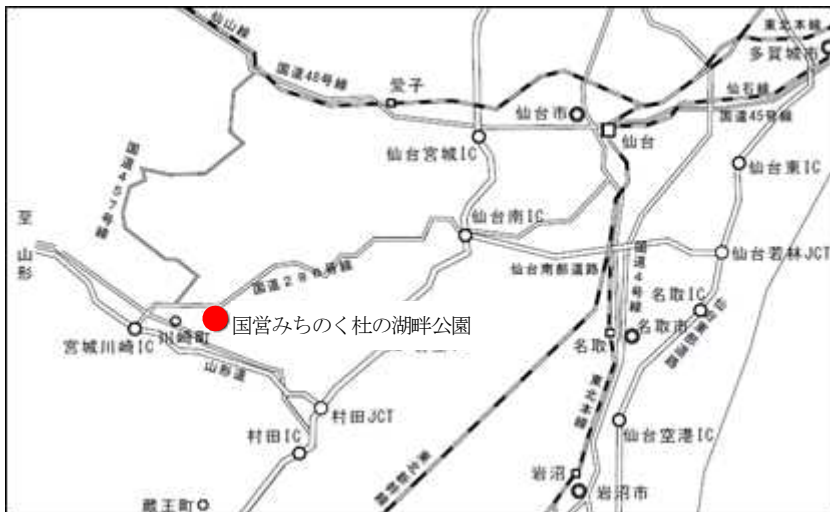 仙山線
東北本線
多賀城市
国道48号線
愛子
仙石線
仙台市
国道45号線
仙台
仙台宮城IC
仙台東IC
国道457号線
至山形
仙台南IC
国道286号線
仙台南部道路
仙台若林JCT
国道4号線
名取IC
国営みちのく杜の湖畔公園
川崎町
宮城川崎IC
名取
名取市
山形道
東北本線
村田JCT
仙台空港IC
村田IC
岩沼
岩沼市
蔵王町